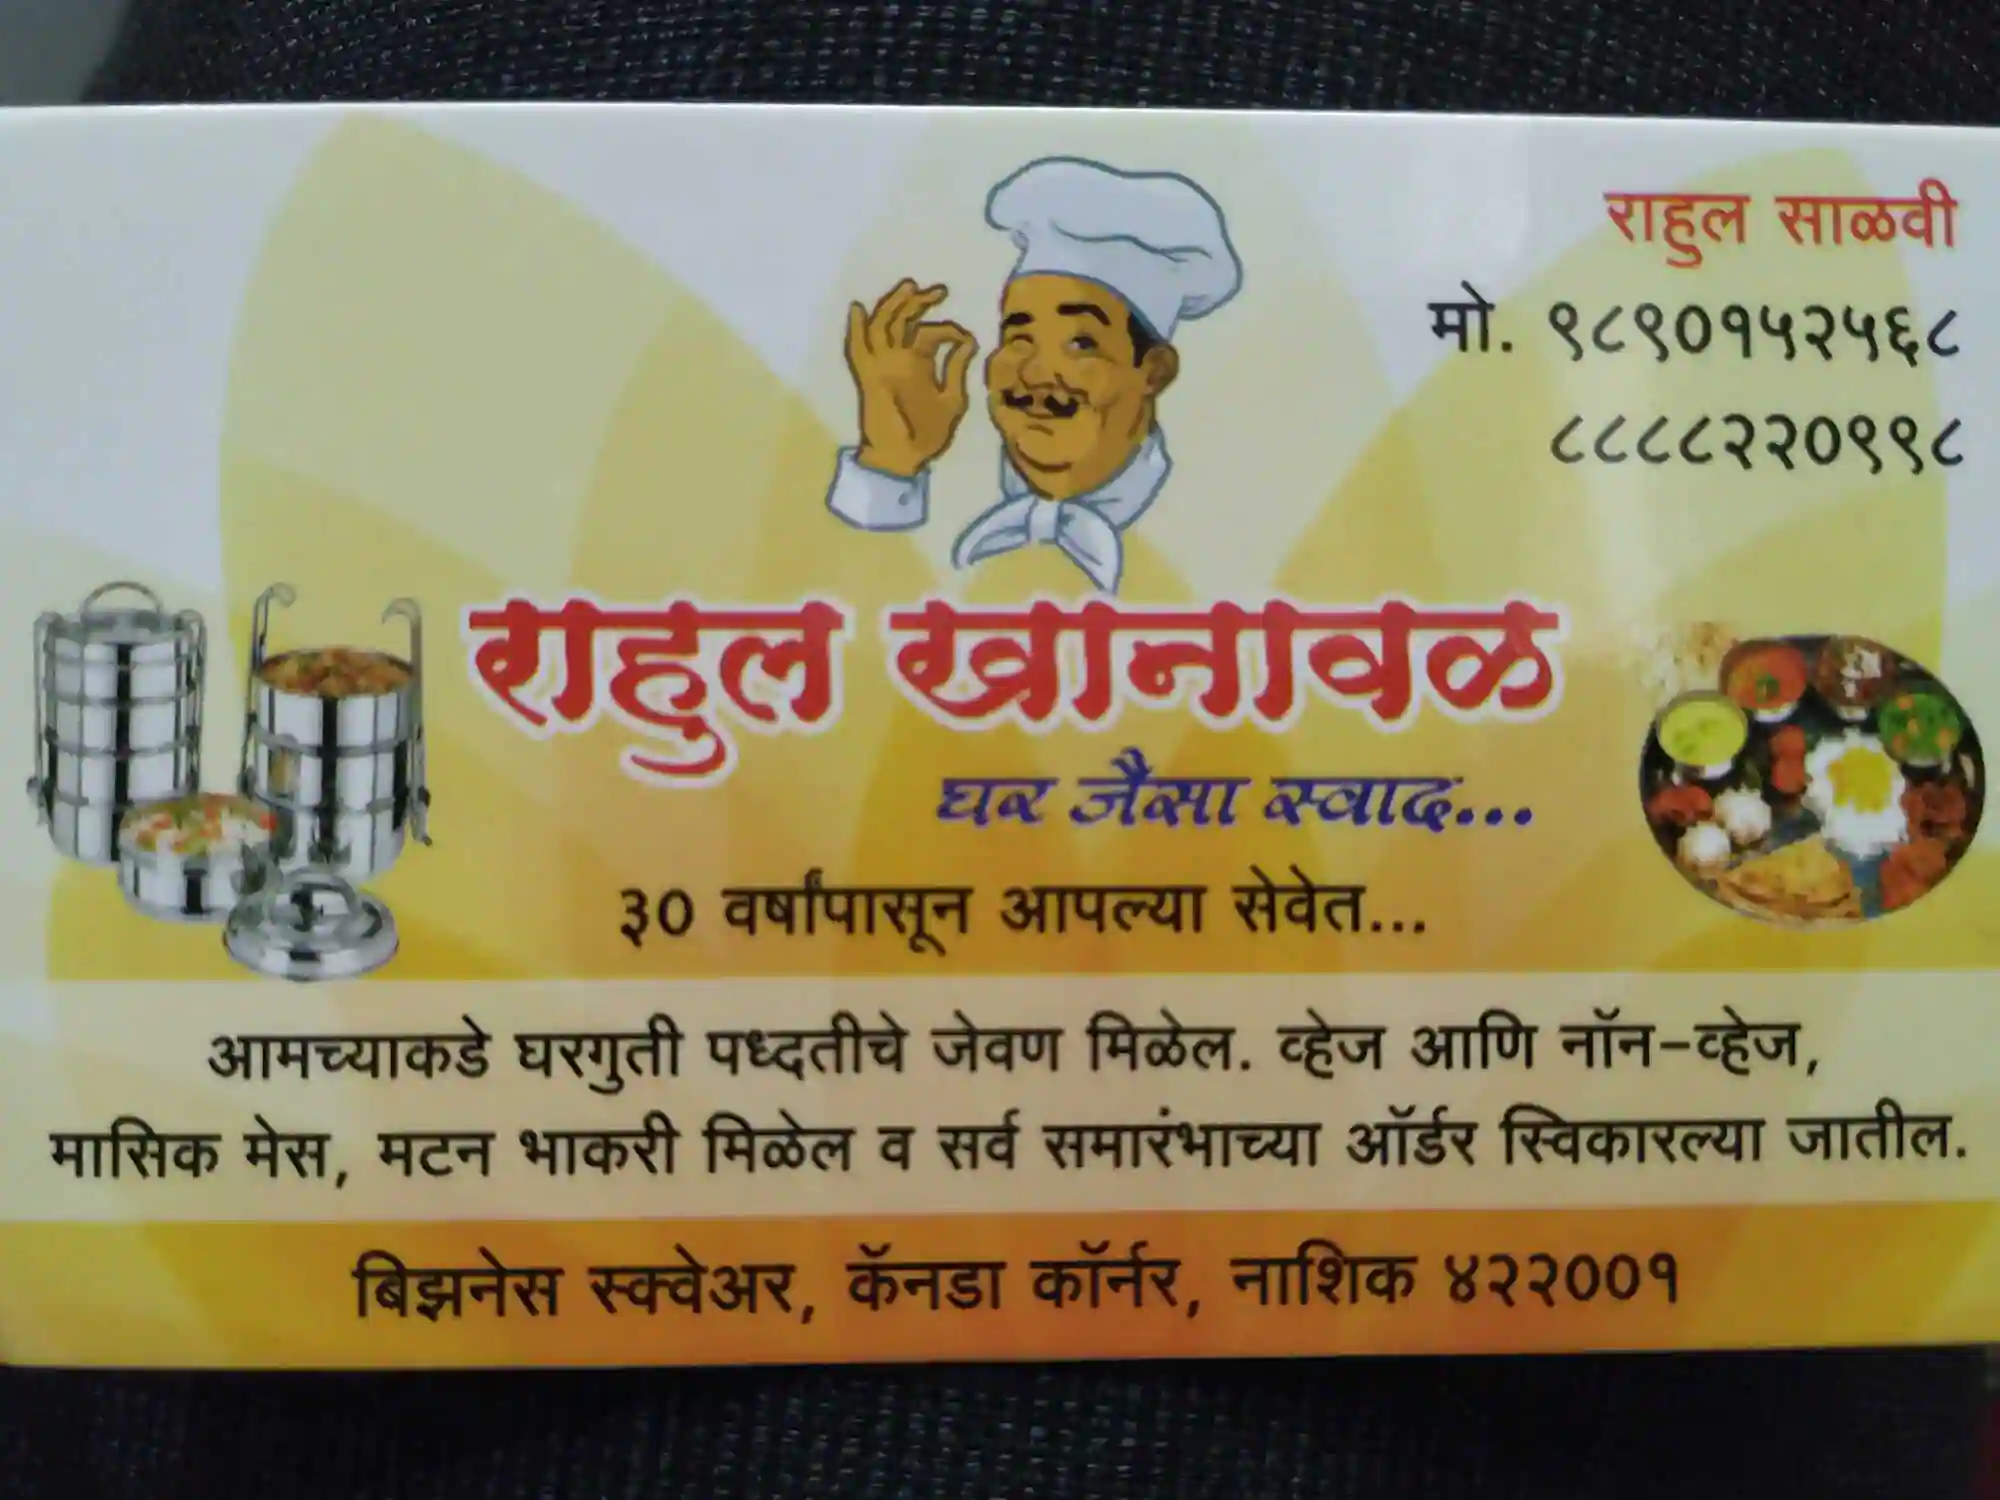 राहुल साळवी
मो. ९८९०१५२५६८
८८८८२२०९९८
राहुल खानावळ
घर जैसा स्वाद...
३० वर्षांपासून आपल्या सेवेत...
आमच्याकडे घरगुती पध्दतीचे जेवण मिळेल. व्हेज आणि नॉन-व्हेज,
मासिक मेस, मटन भाकरी मिळेल व सर्व समारंभाच्या ऑर्डर स्विकारल्या जातील.
बिझनेस स्क्वेअर, कॅनडा कॉर्नर, नाशिक ४२२००१